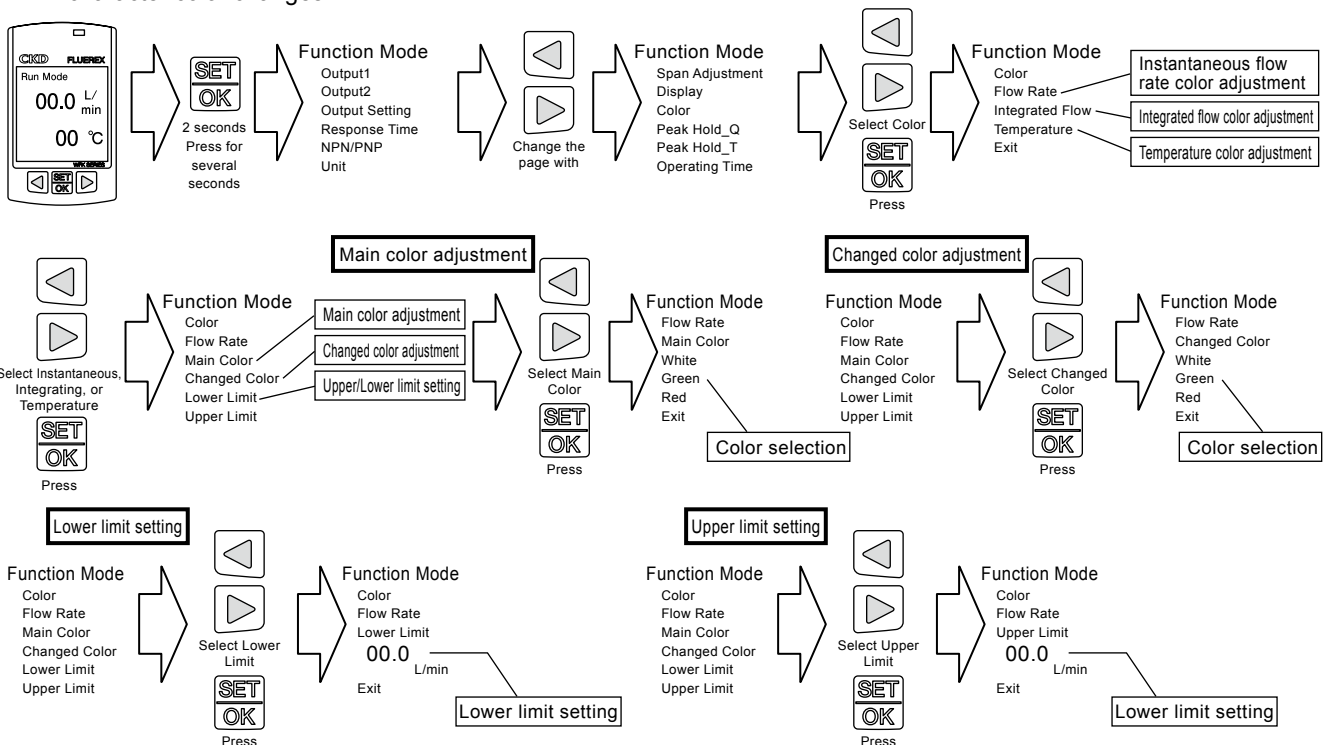 CKD FLUEREX
Run Mode
00.0 L/
min
00 ℃
WFK SERIES
SET
OK
SET
OK
2 seconds
Press for
several
seconds
Function Mode
Output1
Output2
Output Setting
Response Time
NPN/PNP
Unit
Change the
page with
Function Mode
Span Adjustment
Display
Color
Peak Hold_Q
Peak Hold_T
Operating Time
Select Color
SET
OK
Press
Function Mode
Color
Flow Rate
Integrated Flow
Temperature
Exit
Instantaneous flow
rate color adjustment
Integrated flow color adjustment
Temperature color adjustment
Select Instantaneous,
Integrating, or
Temperature
SET
OK
Press
Function Mode
Color
Flow Rate
Main Color
Changed Color
Lower Limit
Upper Limit
Main color adjustment
Changed color adjustment
Upper/Lower limit setting
Main color adjustment
Select Main
Color
SET
OK
Press
Function Mode
Flow Rate
Main Color
White
Green
Red
Exit
Color selection
Changed color adjustment
Function Mode
Color
Flow Rate
Main Color
Changed Color
Lower Limit
Upper Limit
Select Changed
Color
SET
OK
Press
Function Mode
Flow Rate
Changed Color
White
Green
Red
Exit
Color selection
Lower limit setting
Function Mode
Color
Flow Rate
Main Color
Changed Color
Lower Limit
Upper Limit
Select Lower
Limit
SET
OK
Press
Function Mode
Color
Flow Rate
Lower Limit
00.0
L/min
Exit
Lower limit setting
Upper limit setting
Function Mode
Color
Flow Rate
Main Color
Changed Color
Lower Limit
Upper Limit
Select Upper
Limit
SET
OK
Press
Function Mode
Color
Flow Rate
Upper Limit
00.0
L/min
Exit
Lower limit setting